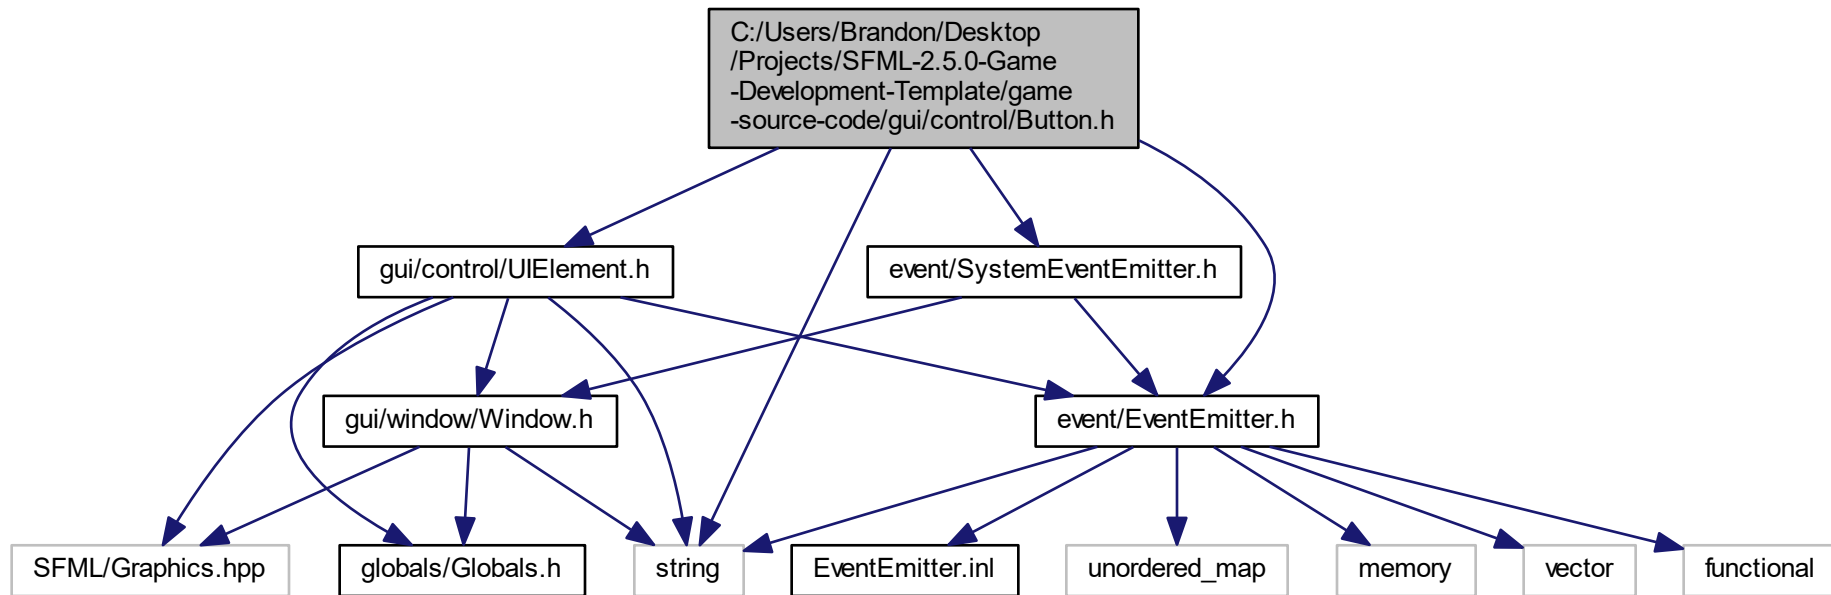 C:/Users/Brandon/Desktop
/Projects/SFML-2.5.0-Game
-Development-Template/game
-source-code/gui/control/Button.h
gui/control/UIElement.h
event/SystemEventEmitter.h
gui/window/Window.h
event/EventEmitter.h
SFML/Graphics.hpp
globals/Globals.h
string
EventEmitter.inl
unordered_map
memory
vector
functional